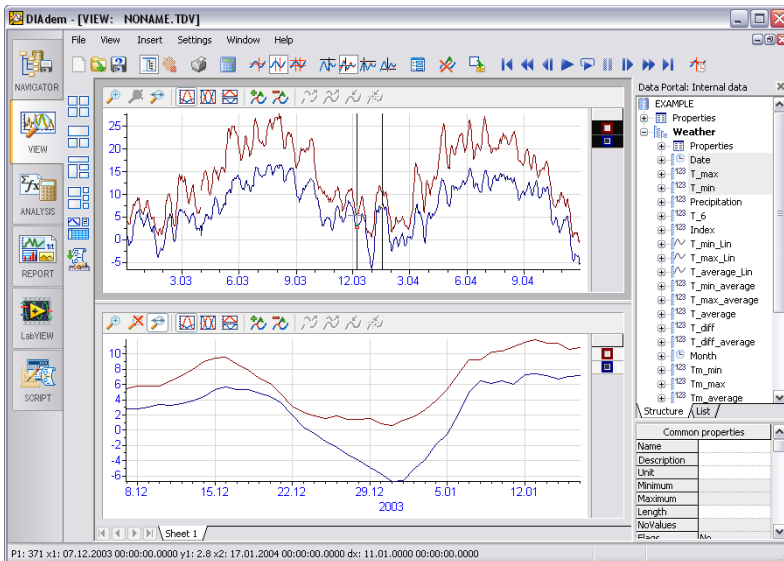 DIAdem - [VIEW:   NONAME.TDV]
File View Insert Settings Window Help
NAVIGATOR
VIEW
ANALYSIS
REPORT
LabVIEW
SCRIPT
25
20
15
10
5
0
-5
3.03 6.03 9.03 12.03 3.04 6.04 9.04
10
8
6
4
2
0
-2
-4
-6
8.12 15.12 22.12 29.12 5.01 12.01
2003
Sheet 1
Data Portal: Internal data
EXAMPLE
Properties
Weather
Properties
Date
T_max
T_min
Precipitation
T_6
Index
T_min_Lin
T_max_Lin
T_average_Lin
T_min_average
T_max_average
T_average
T_diff
T_diff_average
Month
Tm_min
Tm_max
Tm_average
Structure List
Common properties
Name
Description
Unit
Minimum
Maximum
Length
NoValues
Flags No
P1: 371 x1: 07.12.2003 00:00:00.0000 y1: 2.8 x2: 17.01.2004 00:00:00.0000 dx: 11.01.0000 00:00:00.0000